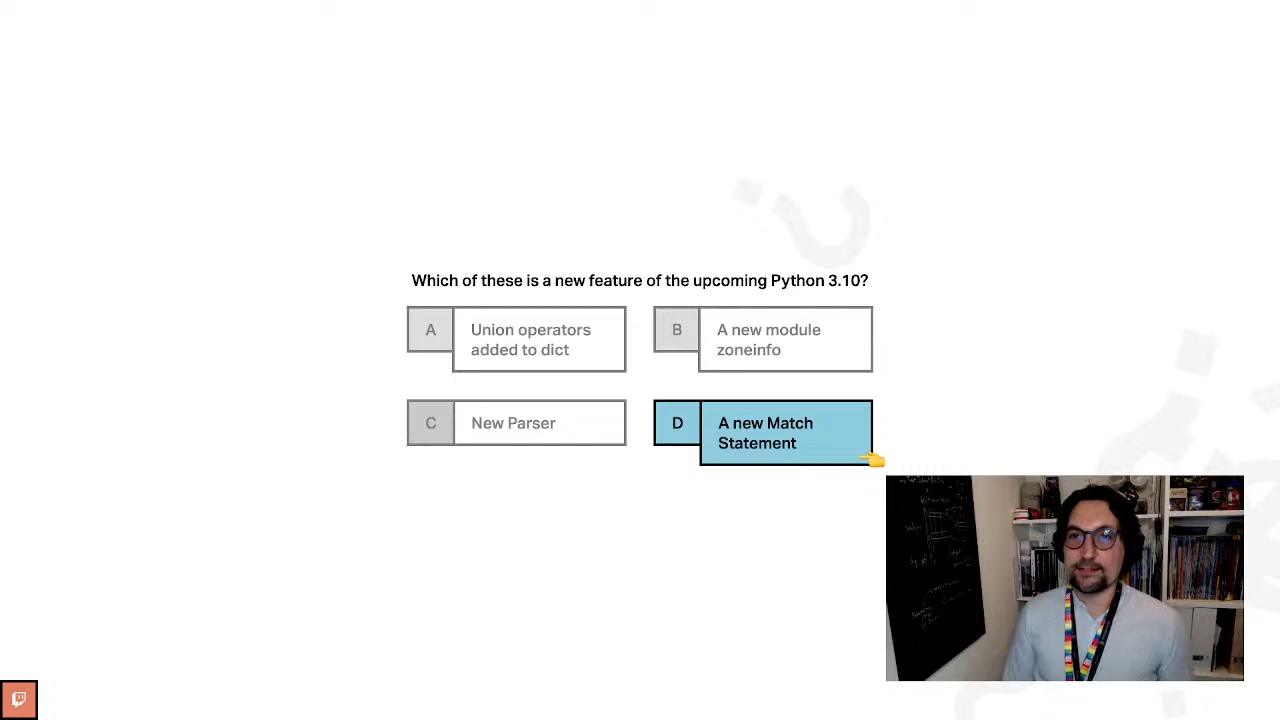 Which of these is a new feature of the upcoming Python 3.10?
A
Union operators
added to dict
B
A new module
zoneinfo
C
New Parser
D
A new Match
Statement